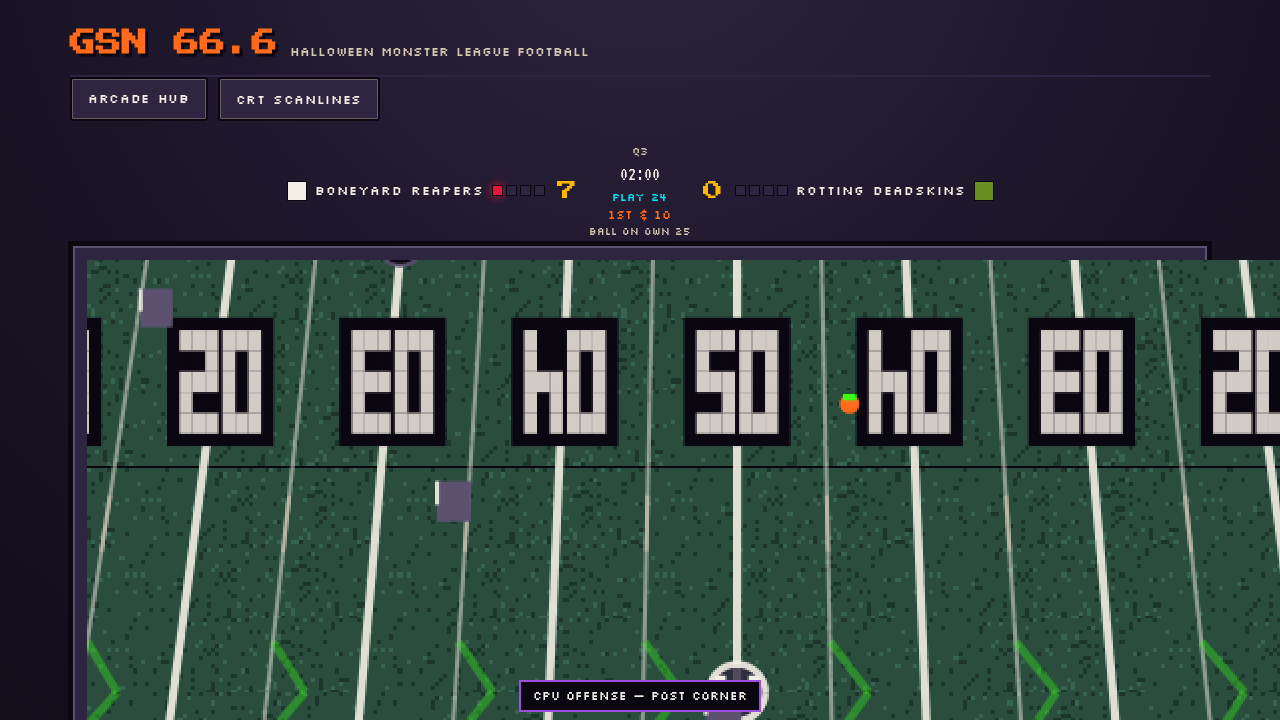 GSN 66.6 HALLOWEEN MONSTER LEAGUE FOOTBALL
ARCADE HUB CRT SCANLINES
Q3
BONEYARD REAPERS 7 02:00 0 ROTTING DEADSKINS
PLAY 24
1ST & 10
BALL ON OWN 25
20 30 40 50 40 30 20
CPU OFFENSE — POST CORNER